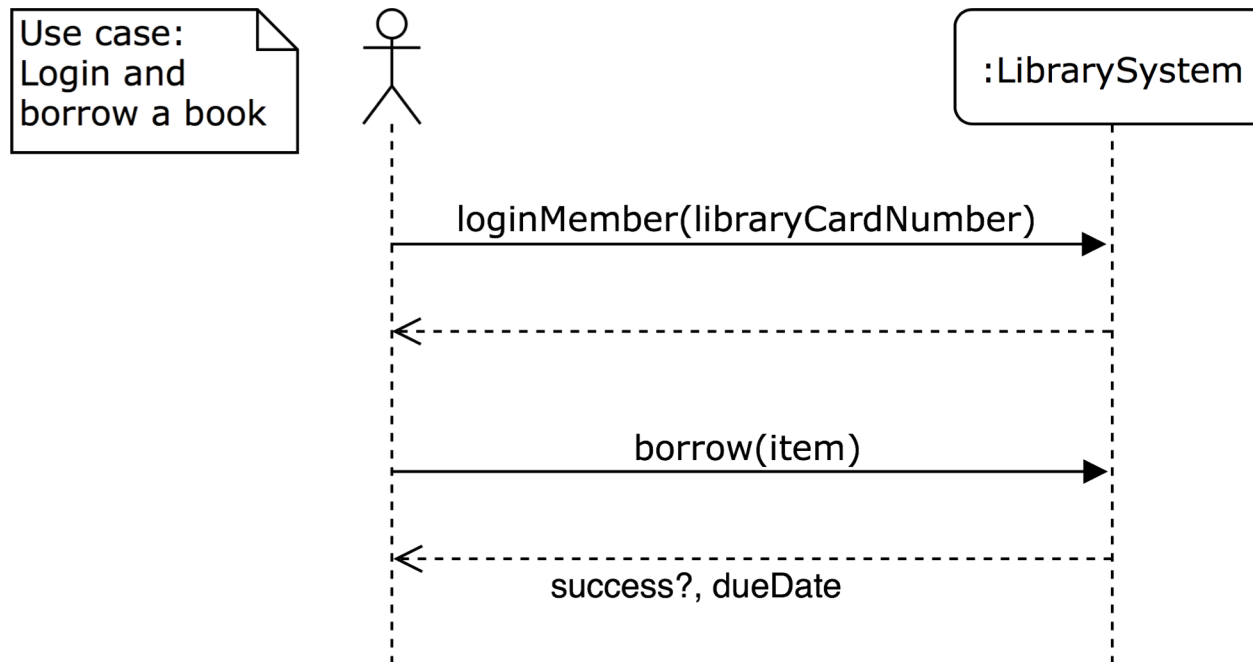 Use case:
Login and
borrow a book
:LibrarySystem
loginMember(libraryCardNumber)
borrow(item)
success?, dueDate